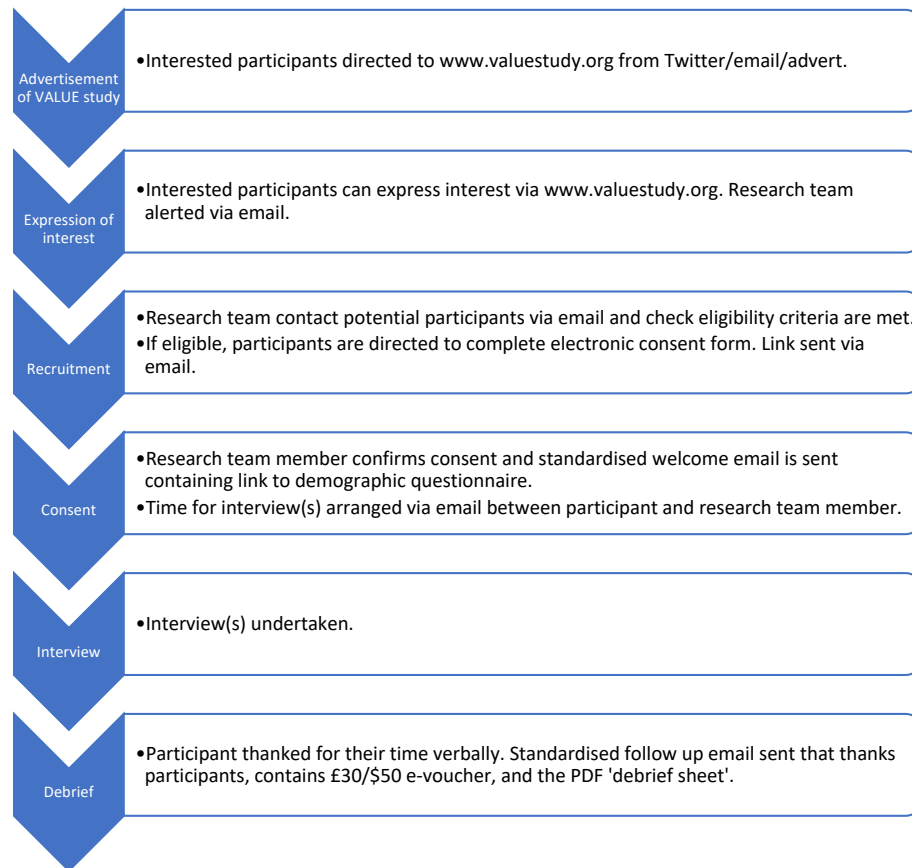 Advertisement
of VALUE study
•Interested participants directed to www.valuestudy.org from Twitter/email/advert.
Expression of
interest
•Interested participants can express interest via www.valuestudy.org. Research team
alerted via email.
Recruitment
•Research team contact potential participants via email and check eligibility criteria are met.
•If eligible, participants are directed to complete electronic consent form. Link sent via
email.
Consent
•Research team member confirms consent and standardised welcome email is sent
containing link to demographic questionnaire.
•Time for interview(s) arranged via email between participant and research team member.
Interview
•Interview(s) undertaken.
Debrief
•Participant thanked for their time verbally. Standardised follow up email sent that thanks
participants, contains £30/$50 e-voucher, and the PDF 'debrief sheet'.